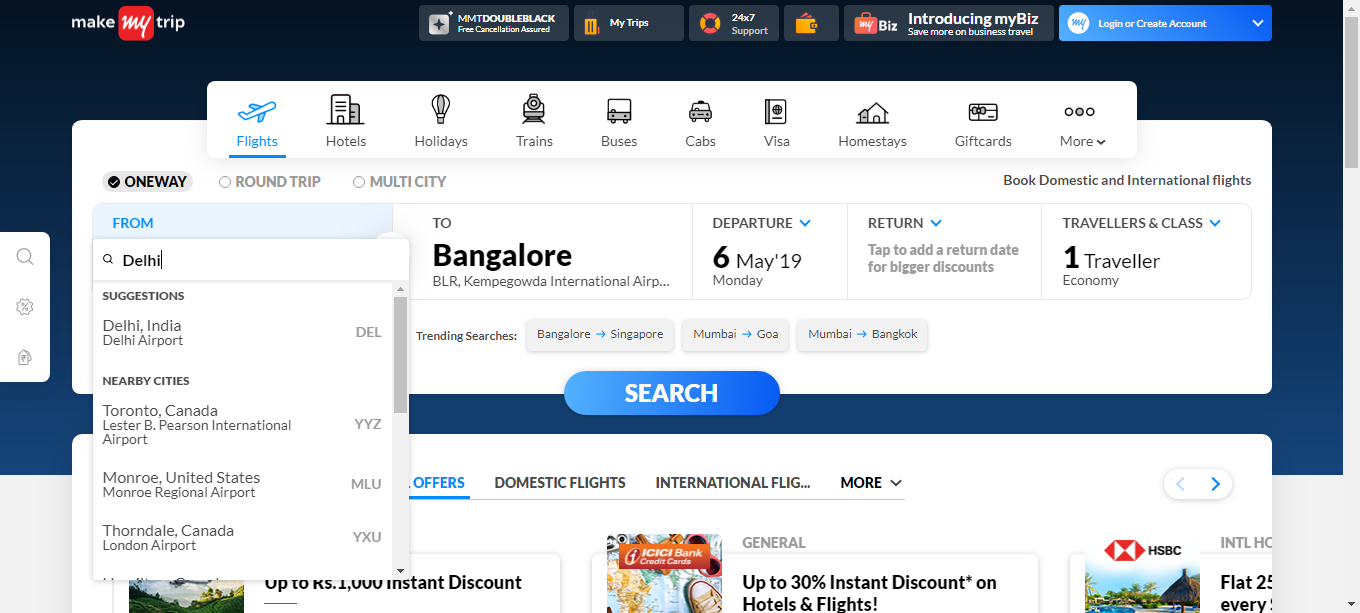 make my trip
MMTDOUBLEBLACK
Free Cancellation Assured
My Trips
24x7
Support
my Biz
Introducing myBiz
Save more on business travel
my
Login or Create Account
Flights
Hotels
Holidays
Trains
Buses
Cabs
Visa
Homestays
Giftcards
More
ONEWAY
ROUND TRIP
MULTI CITY
Book Domestic and International flights
FROM
Delhi
SUGGESTIONS
Delhi, India
Delhi Airport
DEL
NEARBY CITIES
Toronto, Canada
Lester B. Pearson International
Airport
YYZ
Monroe, United States
Monroe Regional Airport
MLU
Thorndale, Canada
London Airport
YXU
TO
Bangalore
BLR, Kempegowda International Airp...
DEPARTURE
6 May'19
Monday
RETURN
Tap to add a return date
for bigger discounts
TRAVELLERS & CLASS
1 Traveller
Economy
Trending Searches:
Bangalore → Singapore
Mumbai → Goa
Mumbai → Bangkok
SEARCH
OFFERS
DOMESTIC FLIGHTS
INTERNATIONAL FLIG...
MORE
Up to Rs.1,000 Instant Discount
ICICI Bank
Credit Cards
GENERAL
Up to 30% Instant Discount* on
Hotels & Flights!
HSBC
INTL HO
Flat 25
every S